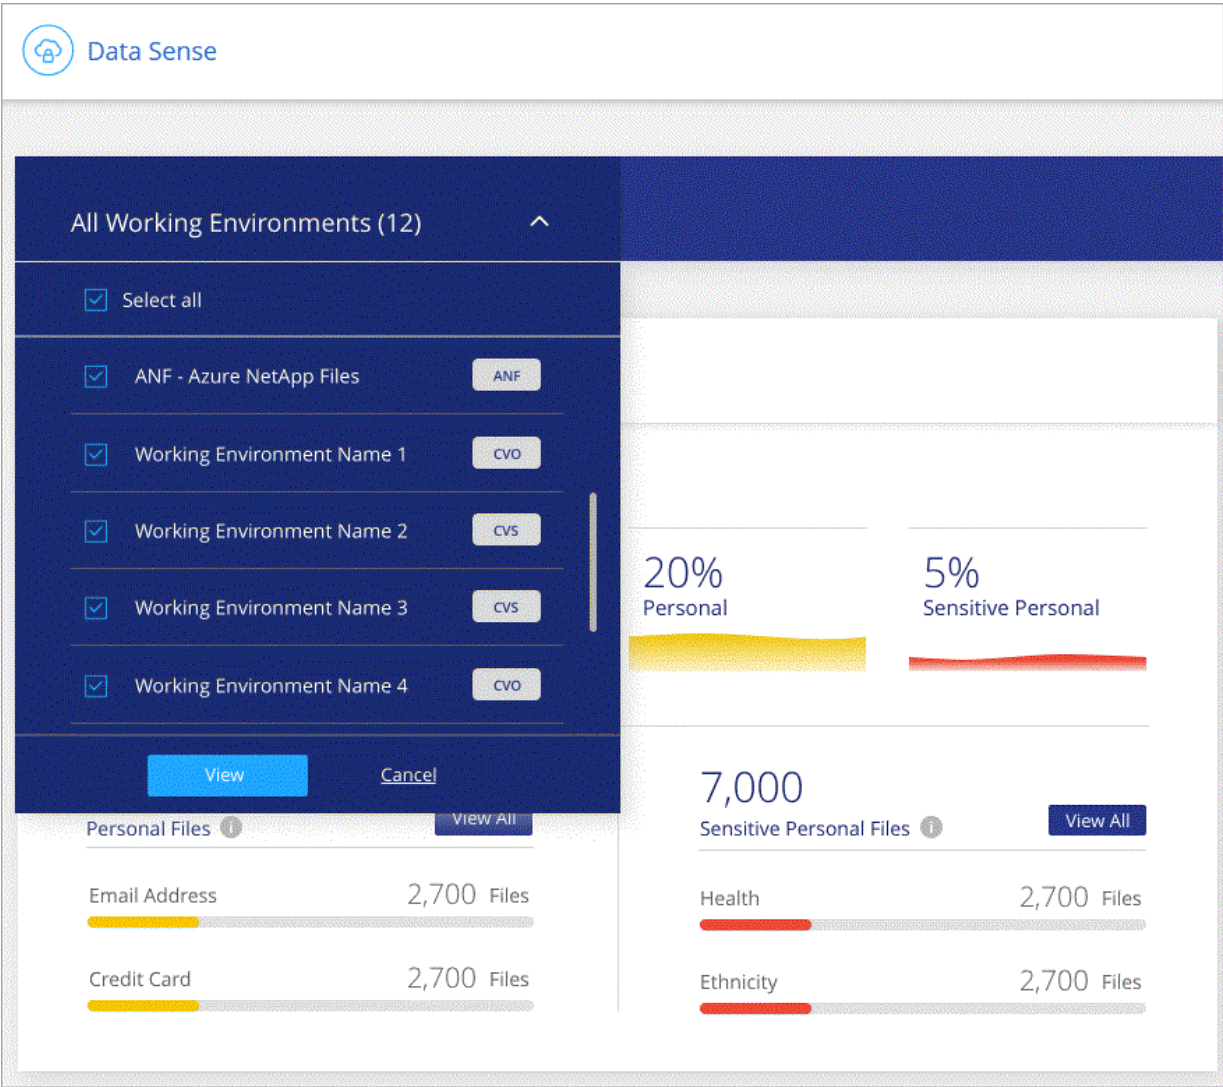 Data Sense
All Working Environments (12)
Select all
ANF - Azure NetApp Files ANF
Working Environment Name 1 CVO
Working Environment Name 2 CVS
Working Environment Name 3 CVS
Working Environment Name 4 CVO
View Cancel
20%
Personal
5%
Sensitive Personal
Personal Files i View All
Email Address 2,700 Files
Credit Card 2,700 Files
7,000
Sensitive Personal Files i View All
Health 2,700 Files
Ethnicity 2,700 Files